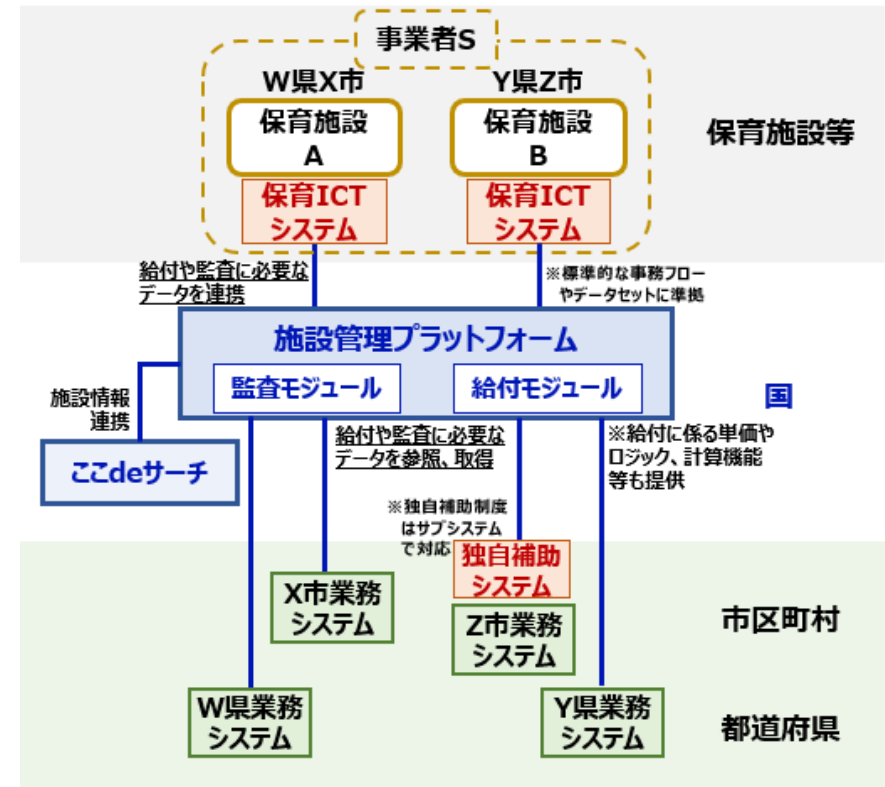 事業者S
W県X市
Y県Z市
保育施設
A
保育施設
B
保育施設等
保育ICT
システム
保育ICT
システム
給付や監査に必要な
データを連携
※標準的な事務フロー
やデータセットに準拠
施設管理プラットフォーム
監査モジュール
給付モジュール
国
施設情報
連携
ここdeサーチ
給付や監査に必要な
データを参照、取得
※給付に係る単価や
ロジック、計算機能
等も提供
※独自補助制度
はサブシステム
で対応
独自補助
システム
X市業務
システム
Z市業務
システム
市区町村
W県業務
システム
Y県業務
システム
都道府県